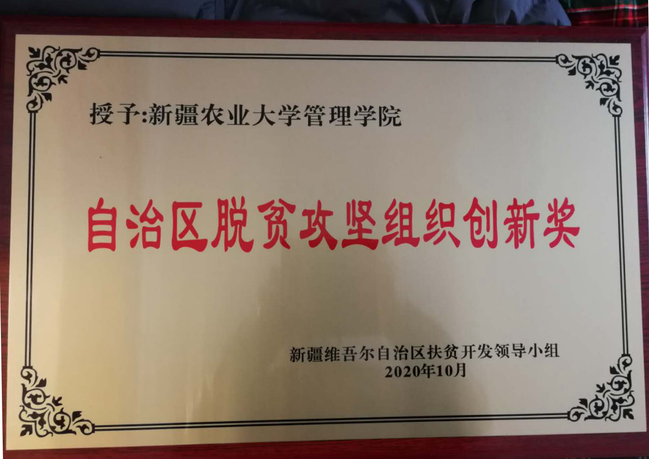 授予:新疆农业大学管理学院
自治区脱贫攻坚组织创新奖
新疆维吾尔自治区扶贫开发领导小组
2020年10月